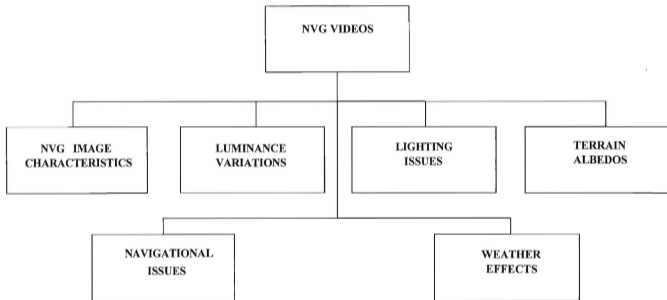 NVG VIDEOS
NVG IMAGE
CHARACTERISTICS
LUMINANCE
VARIATIONS
LIGHTING
ISSUES
TERRAIN
ALBEDOS
NAVIGATIONAL
ISSUES
WEATHER
EFFECTS